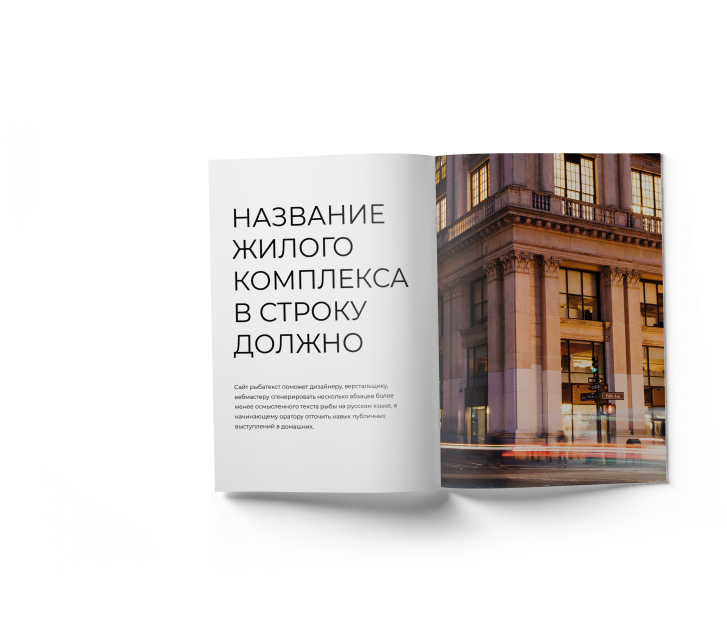 НАЗВАНИЕ
ЖИЛОГО
КОМПЛЕКСА
В СТРОКУ
ДОЛЖНО
Сайт рыбатекст поможет дизайнеру, верстальщику,
вебмастеру сгенерировать несколько абзацев более
менее осмысленного текста рыбы на русском языке, а
начинающему оратору отточить навык публичных
выступлений в домашних.